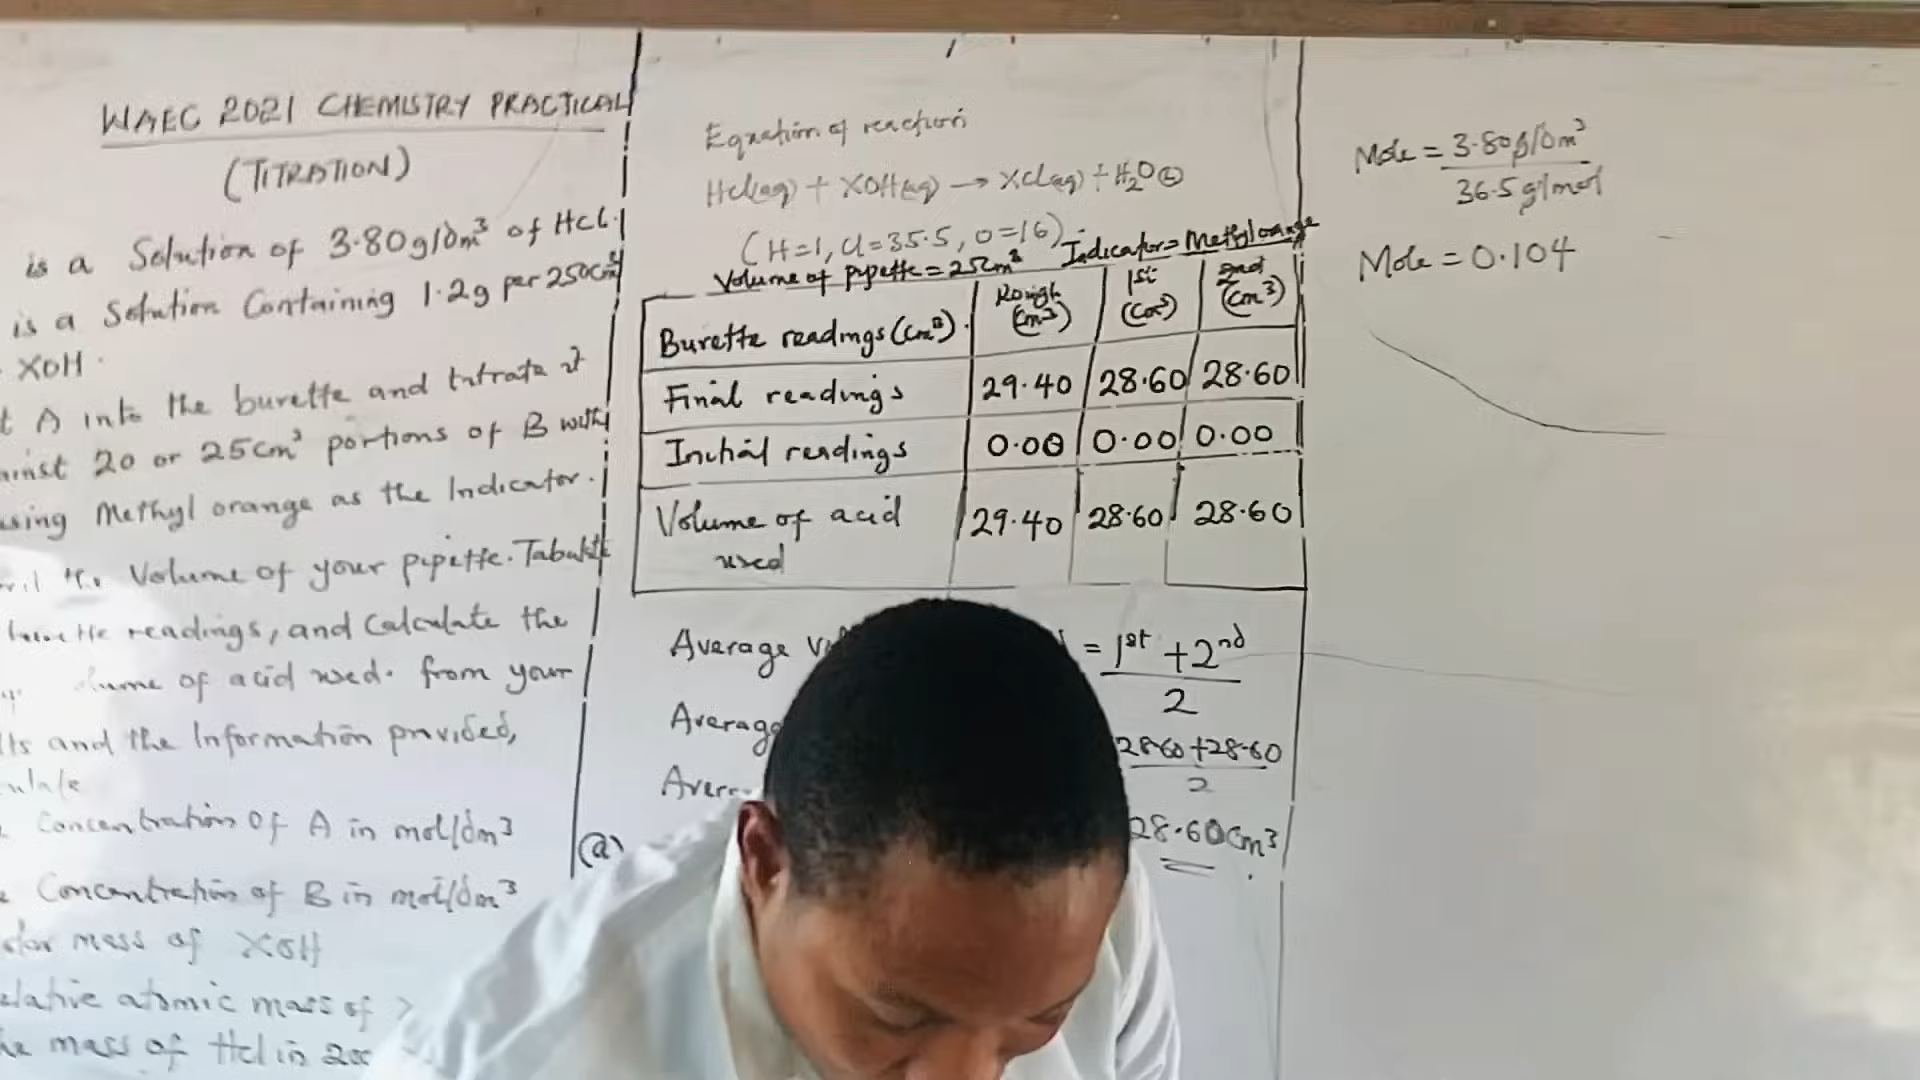 WAEC 2021 CHEMISTRY PRACTICAL
(TITRATION)
is a Solution of 3.80g/dm³ of HCl.
is a Solution Containing 1.2g per 250cm³
XOH.
A into the burette and titrate it
20 or 25cm³ portions of B with
using Methyl orange as the Indicator.
Volume of your pipette. Tabulate
readings, and Calculate the
of acid used. from your
and the Information provided,
Concentration Of A in mol/dm³
Concentration of B in mol/dm³
mass of XOH
atomic mass of
mass of Hcl in
Equation of reaction
Hcl(aq) + XOH(aq) → XCl(aq) + H₂O(L)
(H=1, Cl=35.5, O=16)
Indicator = Methyl orange
Volume of pipette = 25cm³
Burette readings (cm³). Rough (cm³) 1st (cm³) 2nd (cm³)
Final readings 29.40 28.60 28.60
Initial readings 0.00 0.00 0.00
Volume of acid used 29.40 28.60 28.60
Average = 1st + 2nd
2
Average 28.60 + 28.60
2
28.60cm³
(a)
Mole = 3.80g/dm³
36.5g/mol
Mole = 0.104